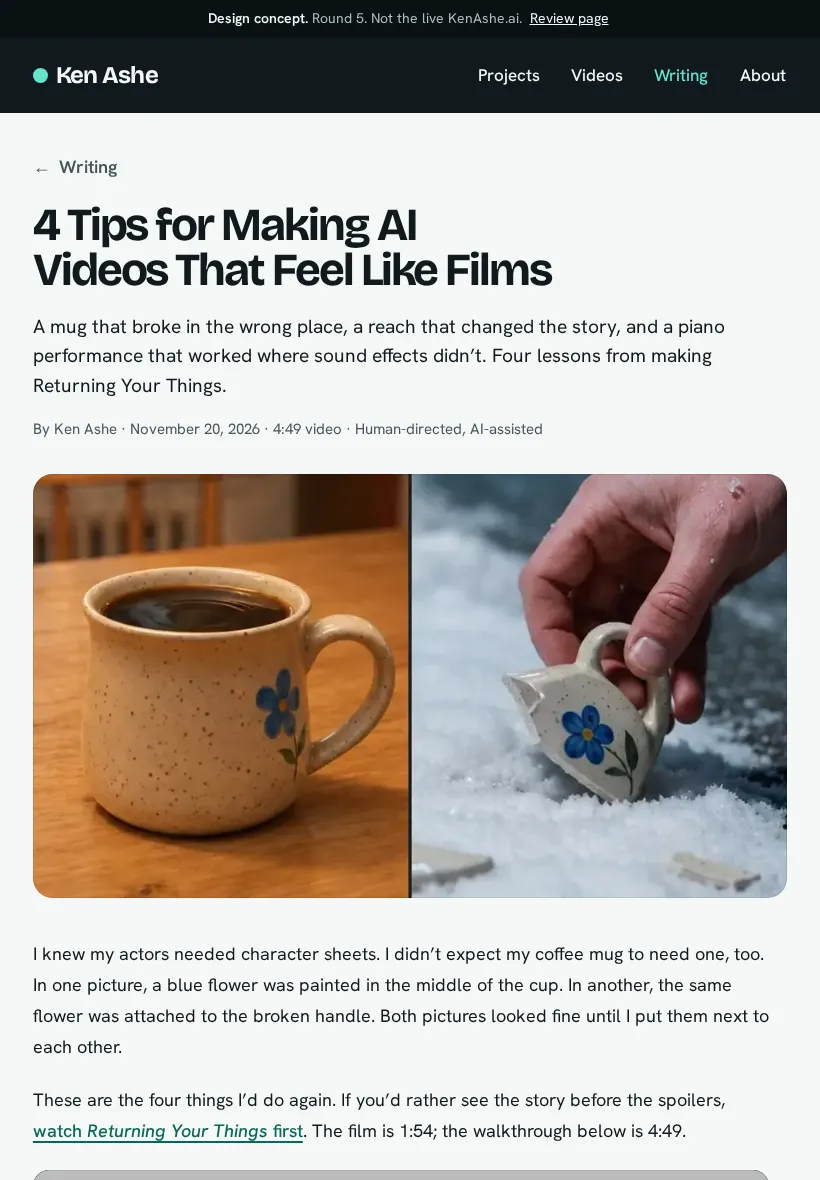 Design concept. Round 5. Not the live KenAshe.ai. Review page
Ken Ashe
Projects Videos Writing About
← Writing
4 Tips for Making AI
Videos That Feel Like Films
A mug that broke in the wrong place, a reach that changed the story, and a piano
performance that worked where sound effects didn’t. Four lessons from making
Returning Your Things.
By Ken Ashe · November 20, 2026 · 4:49 video · Human-directed, AI-assisted
I knew my actors needed character sheets. I didn’t expect my coffee mug to need one, too.
In one picture, a blue flower was painted in the middle of the cup. In another, the same
flower was attached to the broken handle. Both pictures looked fine until I put them next to
each other.
These are the four things I’d do again. If you’d rather see the story before the spoilers,
watch Returning Your Things first. The film is 1:54; the walkthrough below is 4:49.